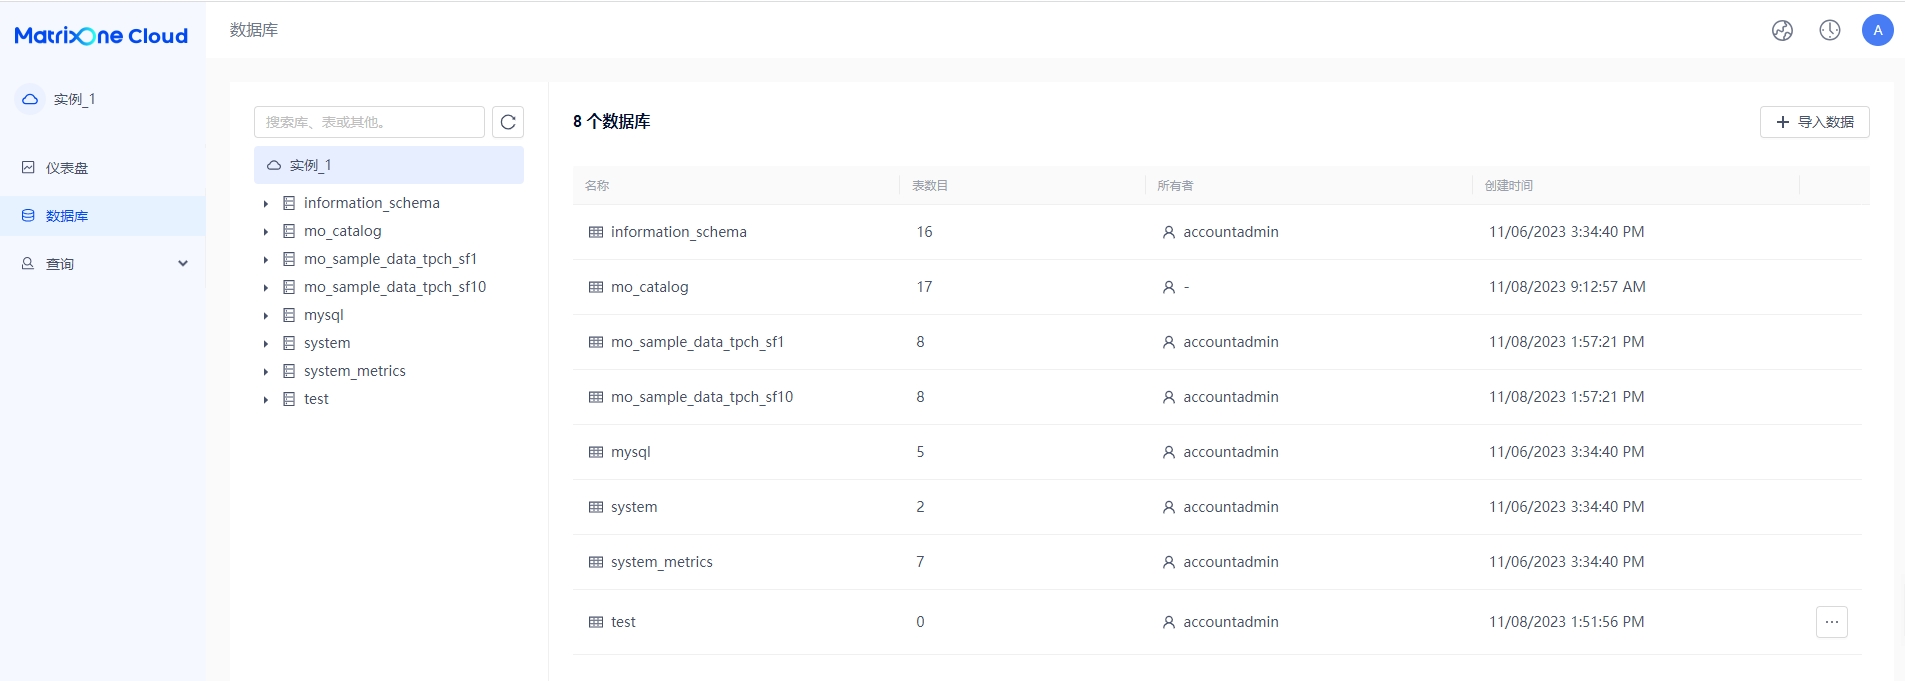 MatrixOne Cloud
实例_1
仪表盘
数据库
查询
数据库
A
搜索库、表或其他。
实例_1
information_schema
mo_catalog
mo_sample_data_tpch_sf1
mo_sample_data_tpch_sf10
mysql
system
system_metrics
test
8 个数据库
导入数据
名称 表数目 所有者 创建时间
information_schema 16 accountadmin 11/06/2023 3:34:40 PM
mo_catalog 17 - 11/08/2023 9:12:57 AM
mo_sample_data_tpch_sf1 8 accountadmin 11/08/2023 1:57:21 PM
mo_sample_data_tpch_sf10 8 accountadmin 11/08/2023 1:57:21 PM
mysql 5 accountadmin 11/06/2023 3:34:40 PM
system 2 accountadmin 11/06/2023 3:34:40 PM
system_metrics 7 accountadmin 11/06/2023 3:34:40 PM
test 0 accountadmin 11/08/2023 1:51:56 PM